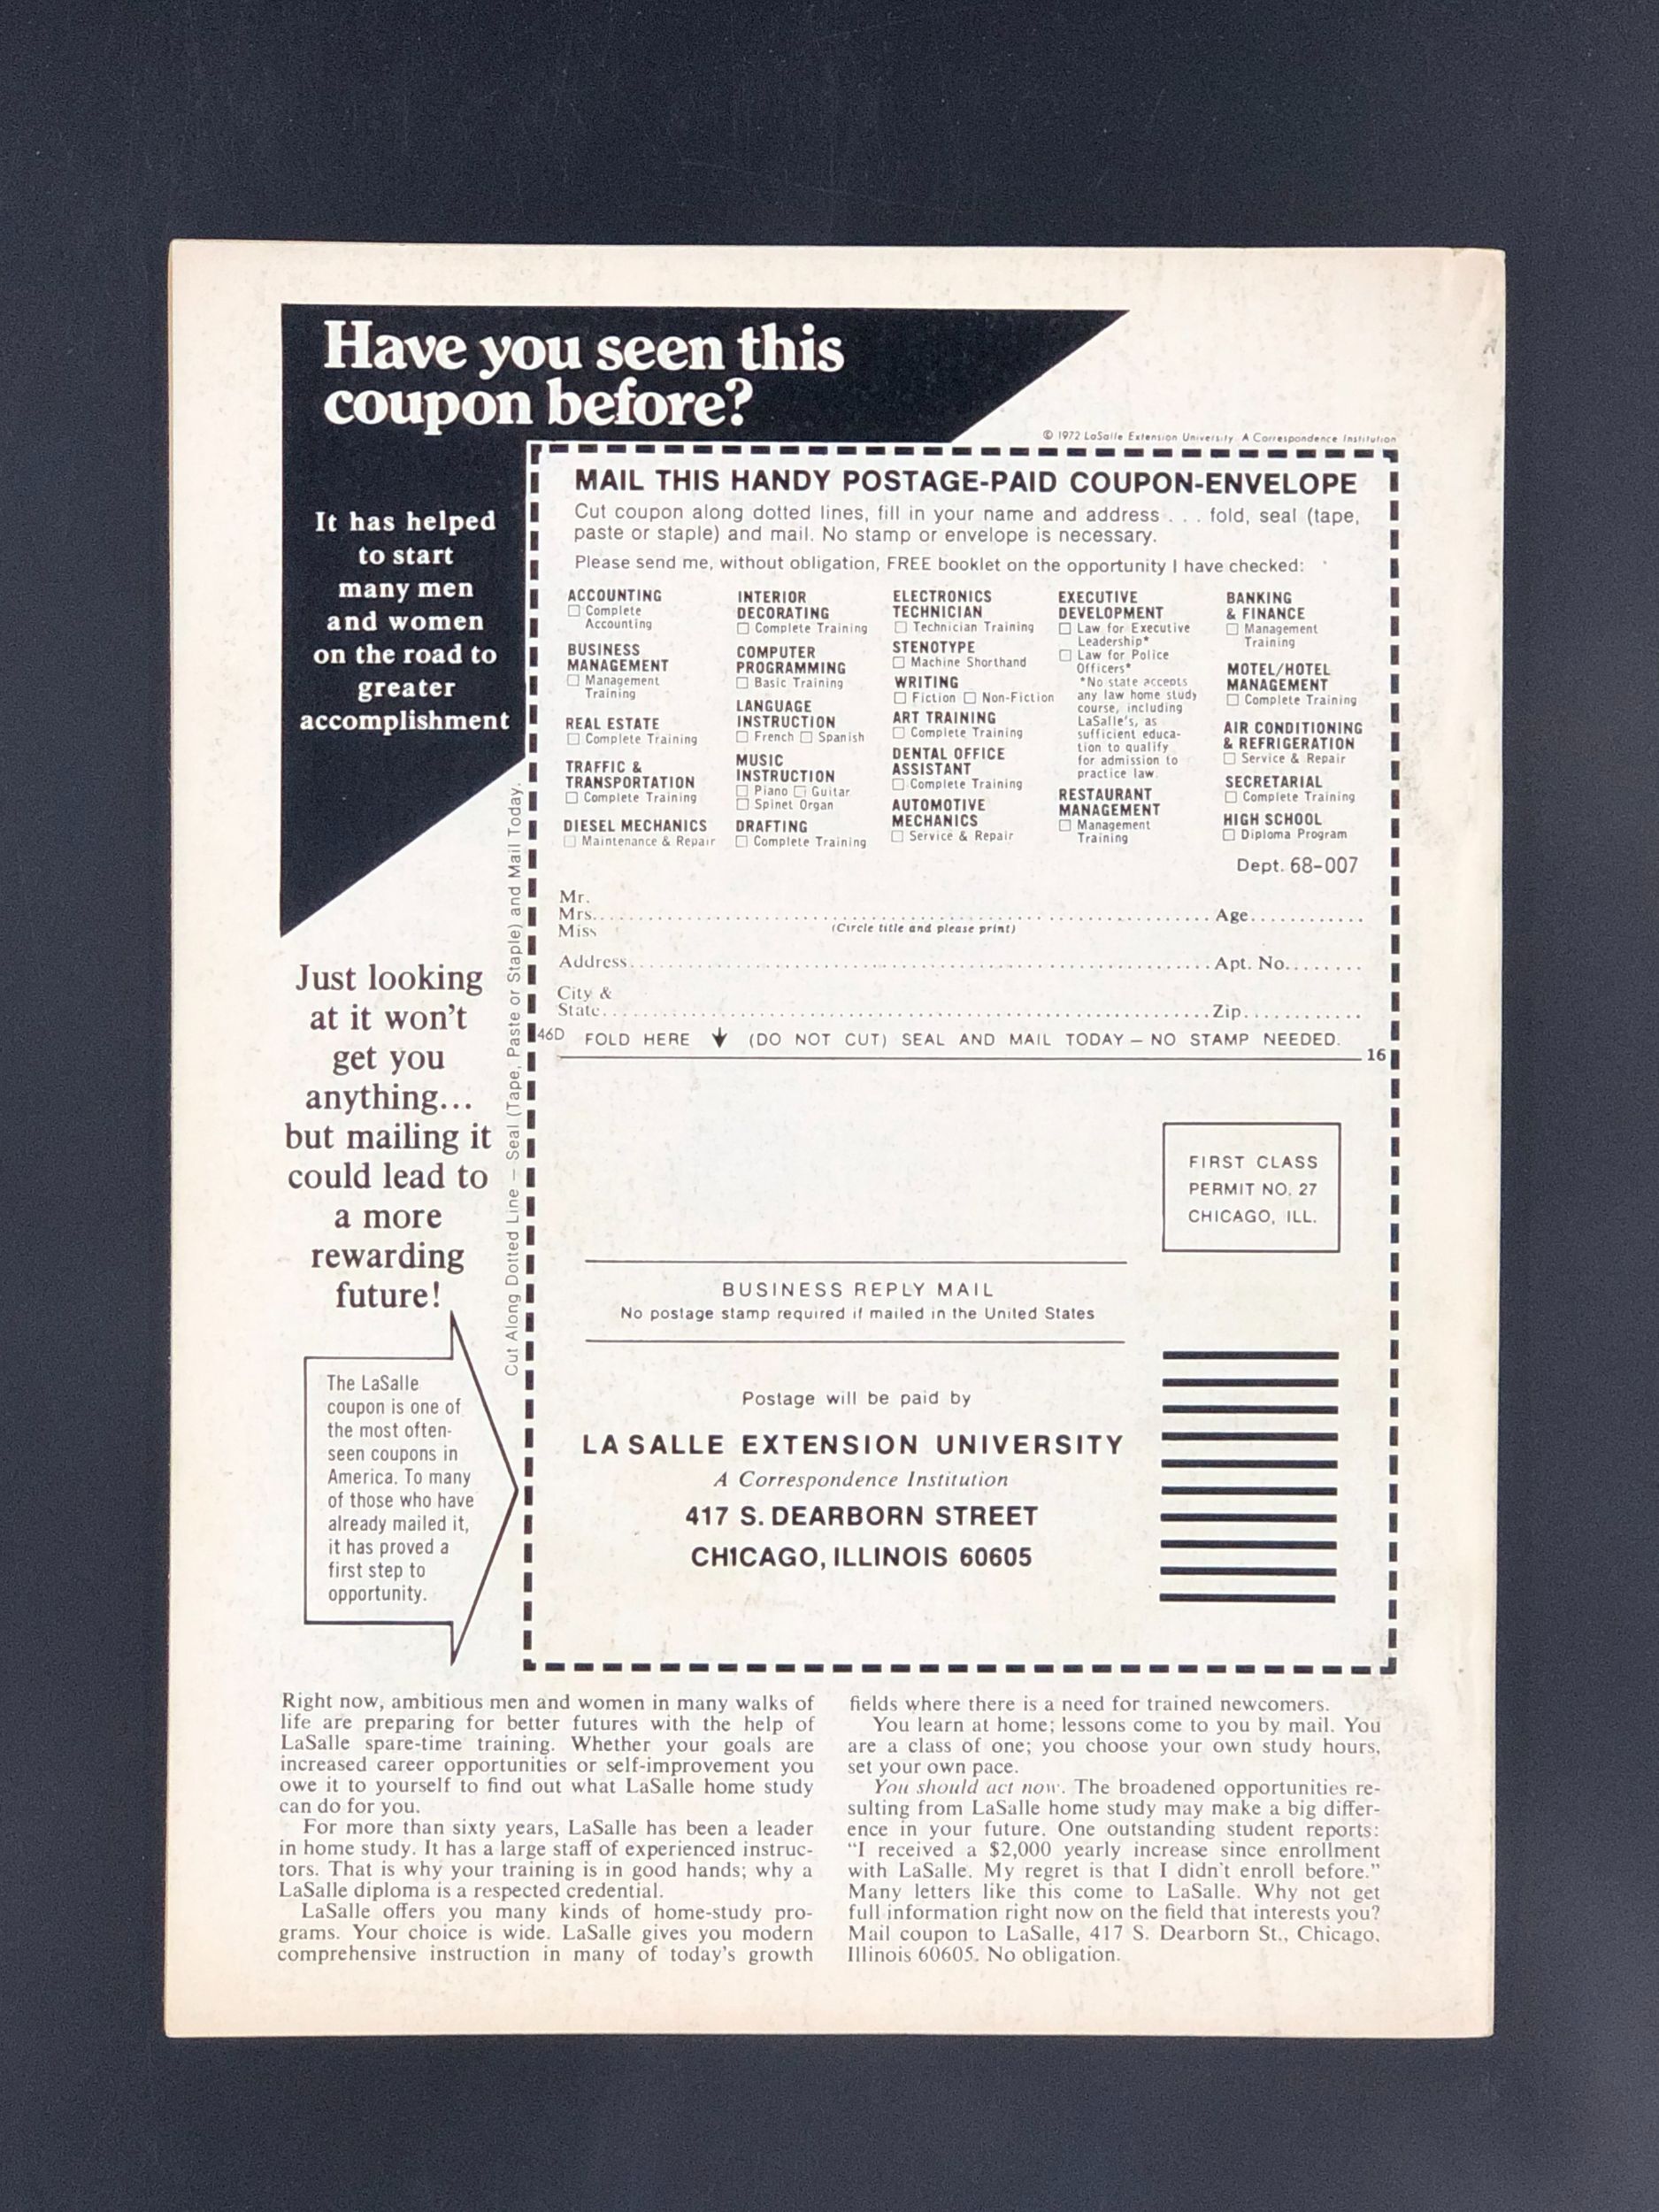 Have you seen this
coupon before?
It has helped
to start
many men
and women
on the road to
greater
accomplishment
© 1972 LaSalle Extension University A Correspondence Institution
MAIL THIS HANDY POSTAGE-PAID COUPON-ENVELOPE
Cut coupon along dotted lines, fill in your name and address . . . fold, seal (tape,
paste or staple) and mail. No stamp or envelope is necessary.
Please send me, without obligation, FREE booklet on the opportunity I have checked:
ACCOUNTING
☐ Complete
Accounting
BUSINESS
MANAGEMENT
☐ Management
Training
REAL ESTATE
☐ Complete Training
TRAFFIC &
TRANSPORTATION
☐ Complete Training
DIESEL MECHANICS
☐ Maintenance & Repair
INTERIOR
DECORATING
☐ Complete Training
COMPUTER
PROGRAMMING
☐ Basic Training
LANGUAGE
INSTRUCTION
☐ French ☐ Spanish
MUSIC
INSTRUCTION
☐ Piano ☐ Guitar
☐ Spinet Organ
DRAFTING
☐ Complete Training
ELECTRONICS
TECHNICIAN
☐ Technician Training
STENOTYPE
☐ Machine Shorthand
WRITING
☐ Fiction ☐ Non-Fiction
ART TRAINING
☐ Complete Training
DENTAL OFFICE
ASSISTANT
☐ Complete Training
AUTOMOTIVE
MECHANICS
☐ Service & Repair
EXECUTIVE
DEVELOPMENT
☐ Law for Executive
Leadership*
☐ Law for Police
Officers*
*No state accepts
any law home study
course, including
LaSalle's, as
sufficient educa-
tion to qualify
for admission to
practice law.
RESTAURANT
MANAGEMENT
☐ Management
Training
BANKING
& FINANCE
☐ Management
Training
MOTEL/HOTEL
MANAGEMENT
☐ Complete Training
AIR CONDITIONING
& REFRIGERATION
☐ Service & Repair
SECRETARIAL
☐ Complete Training
HIGH SCHOOL
☐ Diploma Program
Dept. 68-007
Mr.
Mrs. Age
Miss (Circle title and please print)
Address Apt. No.
City &
State Zip
46D FOLD HERE (DO NOT CUT) SEAL AND MAIL TODAY – NO STAMP NEEDED.
16
Cut Along Dotted Line – Seal (Tape, Paste or Staple) and Mail Today.
Just looking
at it won't
get you
anything...
but mailing it
could lead to
a more
rewarding
future!
The LaSalle
coupon is one of
the most often-
seen coupons in
America. To many
of those who have
already mailed it,
it has proved a
first step to
opportunity.
FIRST CLASS
PERMIT NO. 27
CHICAGO, ILL.
BUSINESS REPLY MAIL
No postage stamp required if mailed in the United States
Postage will be paid by
LA SALLE EXTENSION UNIVERSITY
A Correspondence Institution
417 S. DEARBORN STREET
CHICAGO, ILLINOIS 60605
Right now, ambitious men and women in many walks of
life are preparing for better futures with the help of
LaSalle spare-time training. Whether your goals are
increased career opportunities or self-improvement you
owe it to yourself to find out what LaSalle home study
can do for you.
For more than sixty years, LaSalle has been a leader
in home study. It has a large staff of experienced instruc-
tors. That is why your training is in good hands; why a
LaSalle diploma is a respected credential.
LaSalle offers you many kinds of home-study pro-
grams. Your choice is wide. LaSalle gives you modern
comprehensive instruction in many of today's growth
fields where there is a need for trained newcomers.
You learn at home; lessons come to you by mail. You
are a class of one; you choose your own study hours,
set your own pace.
You should act now. The broadened opportunities re-
sulting from LaSalle home study may make a big differ-
ence in your future. One outstanding student reports:
"I received a $2,000 yearly increase since enrollment
with LaSalle. My regret is that I didn't enroll before."
Many letters like this come to LaSalle. Why not get
full information right now on the field that interests you?
Mail coupon to LaSalle, 417 S. Dearborn St., Chicago,
Illinois 60605. No obligation.